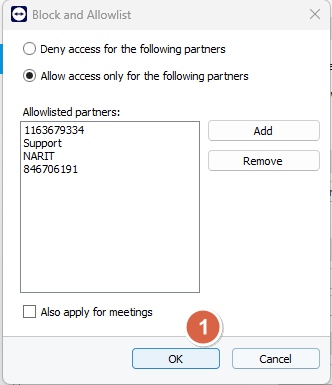 Block and Allowlist
Deny access for the following partners
Allow access only for the following partners
Allowlisted partners:
1163679334
Support
NARIT
846706191
Add
Remove
Also apply for meetings
1
OK
Cancel